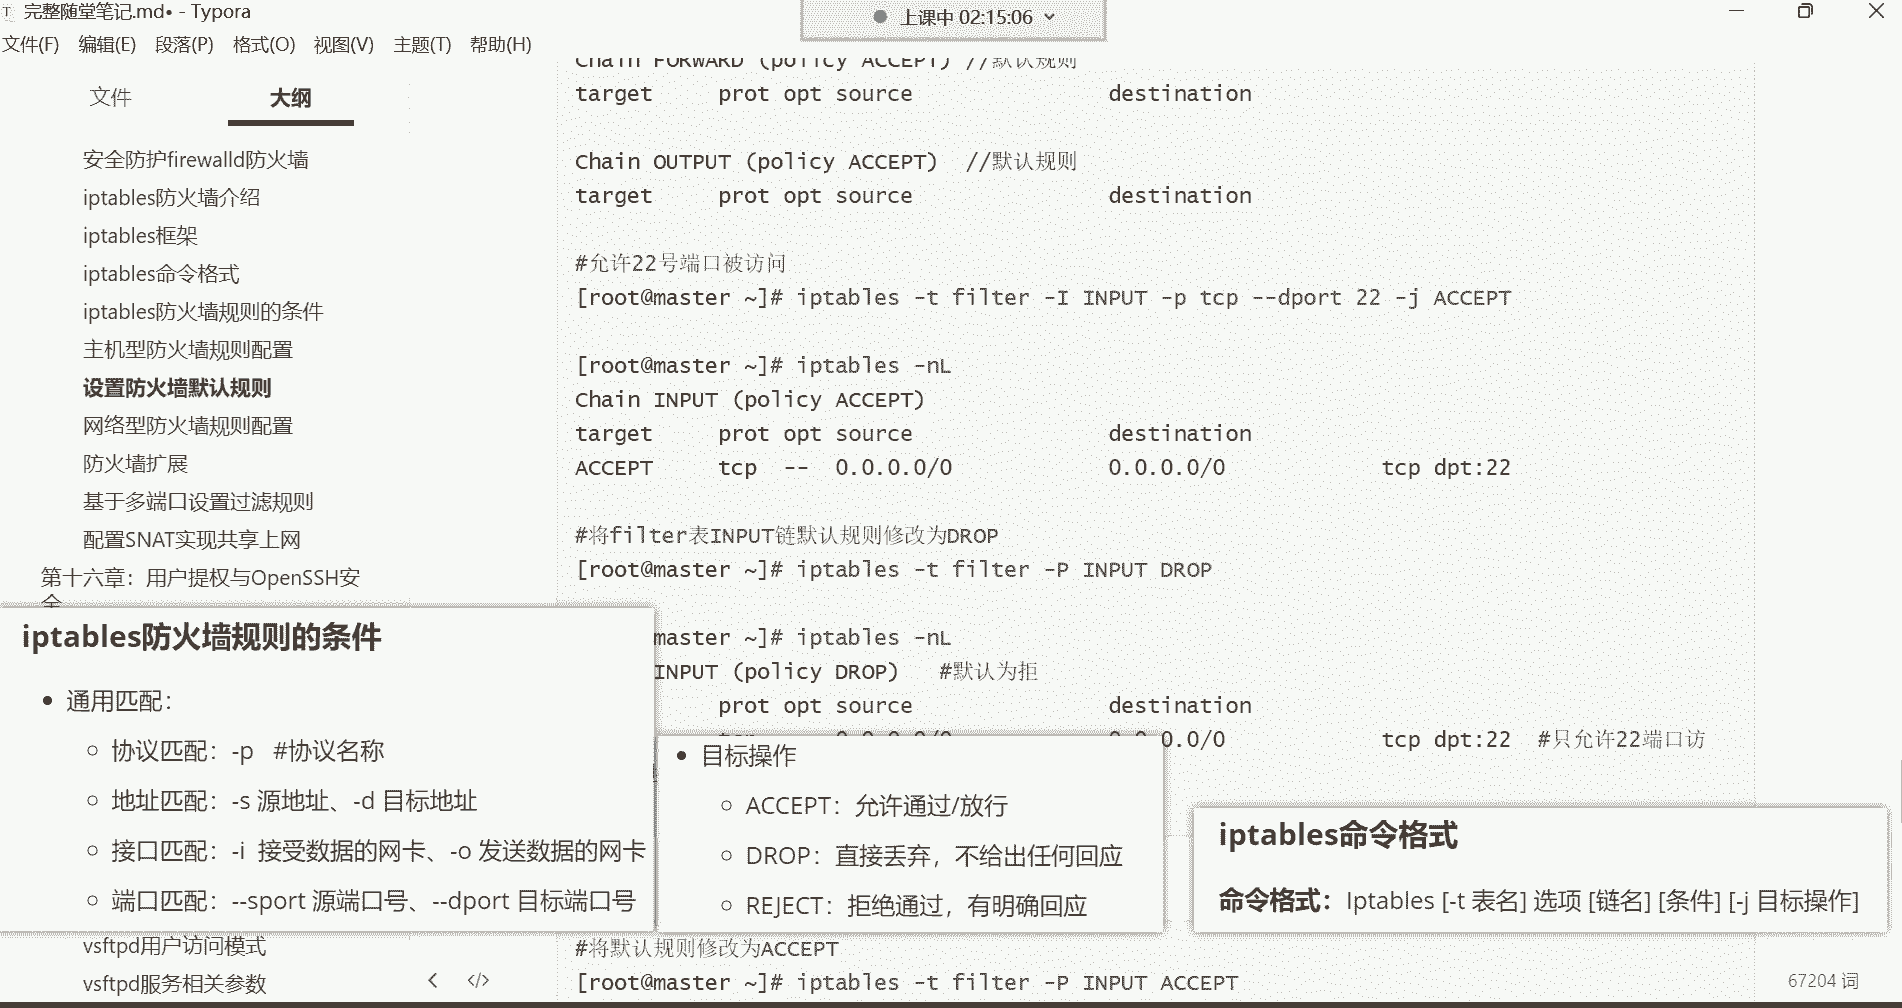 完整随堂笔记.md• - Typora
上课中 02:15:06
文件(F) 编辑(E) 段落(P) 格式(O) 视图(V) 主题(T) 帮助(H)
文件 大纲
安全防护firewalld防火墙
iptables防火墙介绍
iptables框架
iptables命令格式
iptables防火墙规则的条件
主机型防火墙规则配置
设置防火墙默认规则
网络型防火墙规则配置
防火墙扩展
基于多端口设置过滤规则
配置SNAT实现共享上网
第十六章：用户提权与OpenSSH安
全
Chain FORWARD (policy ACCEPT) //默认规则
target prot opt source destination
Chain OUTPUT (policy ACCEPT) //默认规则
target prot opt source destination
#允许22号端口被访问
[root@master ~]# iptables -t filter -I INPUT -p tcp --dport 22 -j ACCEPT
[root@master ~]# iptables -nL
Chain INPUT (policy ACCEPT)
target prot opt source destination
ACCEPT tcp -- 0.0.0.0/0 0.0.0.0/0 tcp dpt:22
#将filter表INPUT链默认规则修改为DROP
[root@master ~]# iptables -t filter -P INPUT DROP
master ~]# iptables -nL
INPUT (policy DROP) #默认为拒
prot opt source destination
0.0.0.0/0 tcp dpt:22 #只允许22端口访
iptables防火墙规则的条件
• 通用匹配：
○ 协议匹配：-p #协议名称
○ 地址匹配：-s 源地址、-d 目标地址
○ 接口匹配：-i 接受数据的网卡、-o 发送数据的网卡
○ 端口匹配：--sport 源端口号、--dport 目标端口号
• 目标操作
○ ACCEPT：允许通过/放行
○ DROP：直接丢弃，不给出任何回应
○ REJECT：拒绝通过，有明确回应
iptables命令格式
命令格式：Iptables [-t 表名] 选项 [链名] [条件] [-j 目标操作]
vsftpd用户访问模式
vsftpd服务相关参数
#将默认规则修改为ACCEPT
[root@master ~]# iptables -t filter -P INPUT ACCEPT
67204 词